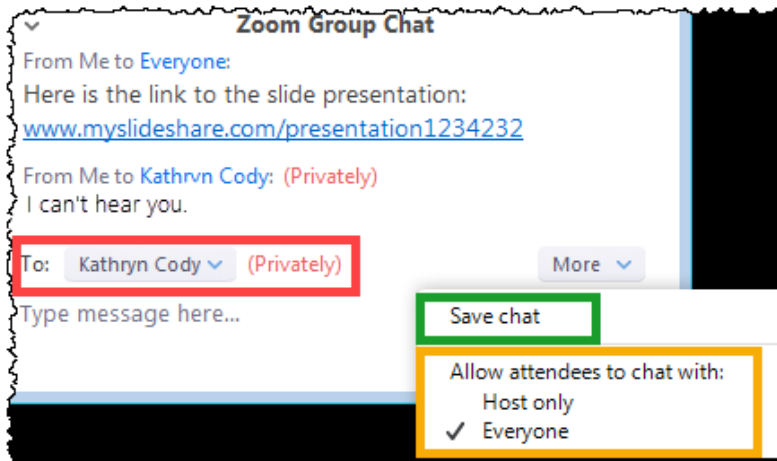 Zoom Group Chat
From Me to Everyone:
Here is the link to the slide presentation:
www.myslideshare.com/presentation1234232
From Me to Kathryn Cody: (Privately)
I can't hear you.
To: Kathryn Cody (Privately) More
Type message here...
Save chat
Allow attendees to chat with:
Host only
Everyone